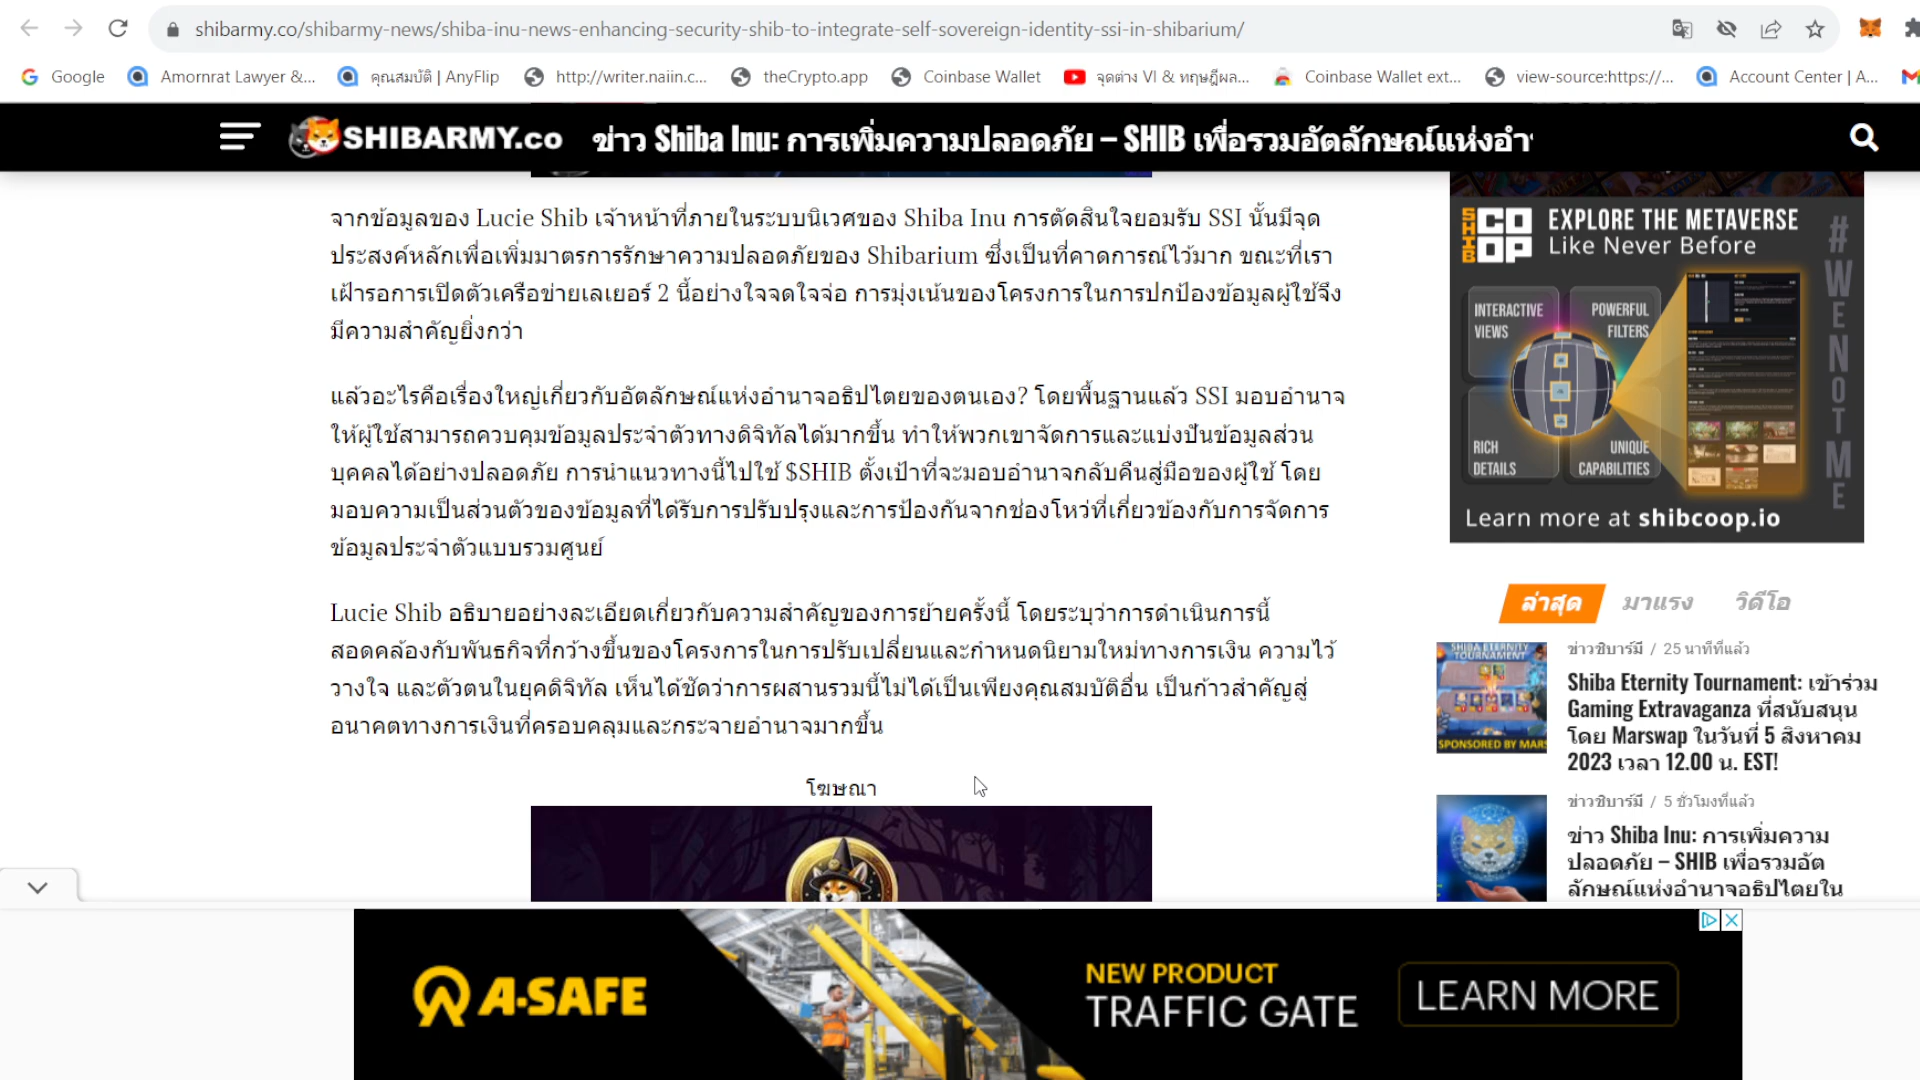 shibarmy.co/shibarmy-news/shiba-inu-news-enhancing-security-shib-to-integrate-self-sovereign-identity-ssi-in-shibarium/
Google
Amornrat Lawyer &...
คุณสมบัติ | AnyFlip
http://writer.naiin.c...
theCrypto.app
Coinbase Wallet
จุดต่าง VI & ทฤษฎีผล...
Coinbase Wallet ext...
view-source:https://...
Account Center | A...
SHIBARMY.co
ข่าว Shiba Inu: การเพิ่มความปลอดภัย – SHIB เพื่อรวมอัตลักษณ์แห่งอำ
จากข้อมูลของ Lucie Shib เจ้าหน้าที่ภายในระบบนิเวศของ Shiba Inu การตัดสินใจยอมรับ SSI นั้นมีจุด
ประสงค์หลักเพื่อเพิ่มมาตรการรักษาความปลอดภัยของ Shibarium ซึ่งเป็นที่คาดการณ์ไว้มาก ขณะที่เรา
เฝ้ารอการเปิดตัวเครือข่ายเลเยอร์ 2 นี้อย่างใจจดใจจ่อ การมุ่งเน้นของโครงการในการปกป้องข้อมูลผู้ใช้จึง
มีความสำคัญยิ่งกว่า
แล้วอะไรคือเรื่องใหญ่เกี่ยวกับอัตลักษณ์แห่งอำนาจอธิปไตยของตนเอง? โดยพื้นฐานแล้ว SSI มอบอำนาจ
ให้ผู้ใช้สามารถควบคุมข้อมูลประจำตัวทางดิจิทัลได้มากขึ้น ทำให้พวกเขาจัดการและแบ่งปันข้อมูลส่วน
บุคคลได้อย่างปลอดภัย การนำแนวทางนี้ไปใช้ $SHIB ตั้งเป้าที่จะมอบอำนาจกลับคืนสู่มือของผู้ใช้ โดย
มอบความเป็นส่วนตัวของข้อมูลที่ได้รับการปรับปรุงและการป้องกันจากช่องโหว่ที่เกี่ยวข้องกับการจัดการ
ข้อมูลประจำตัวแบบรวมศูนย์
Lucie Shib อธิบายอย่างละเอียดเกี่ยวกับความสำคัญของการย้ายครั้งนี้ โดยระบุว่าการดำเนินการนี้
สอดคล้องกับพันธกิจที่กว้างขึ้นของโครงการในการปรับเปลี่ยนและกำหนดนิยามใหม่ทางการเงิน ความไว้
วางใจ และตัวตนในยุคดิจิทัล เห็นได้ชัดว่าการผสานรวมนี้ไม่ได้เป็นเพียงคุณสมบัติอื่น เป็นก้าวสำคัญสู่
อนาคตทางการเงินที่ครอบคลุมและกระจายอำนาจมากขึ้น
โฆษณา
SHIB
CO
OP
EXPLORE THE METAVERSE
Like Never Before
#WENOTME
INTERACTIVE
VIEWS
POWERFUL
FILTERS
RICH
DETAILS
UNIQUE
CAPABILITIES
Learn more at shibcoop.io
ล่าสุด
มาแรง
วิดีโอ
SHIBA ETERNITY
TOURNAMENT
SPONSORED BY MAR
ข่าวชิบาร์มี / 25 นาทีที่แล้ว
Shiba Eternity Tournament: เข้าร่วม
Gaming Extravaganza ที่สนับสนุน
โดย Marswap ในวันที่ 5 สิงหาคม
2023 เวลา 12.00 น. EST!
ข่าวชิบาร์มี / 5 ชั่วโมงที่แล้ว
ข่าว Shiba Inu: การเพิ่มความ
ปลอดภัย – SHIB เพื่อรวมอัต
ลักษณ์แห่งอำนาจอธิปไตยใน
A-SAFE
NEW PRODUCT
TRAFFIC GATE
LEARN MORE